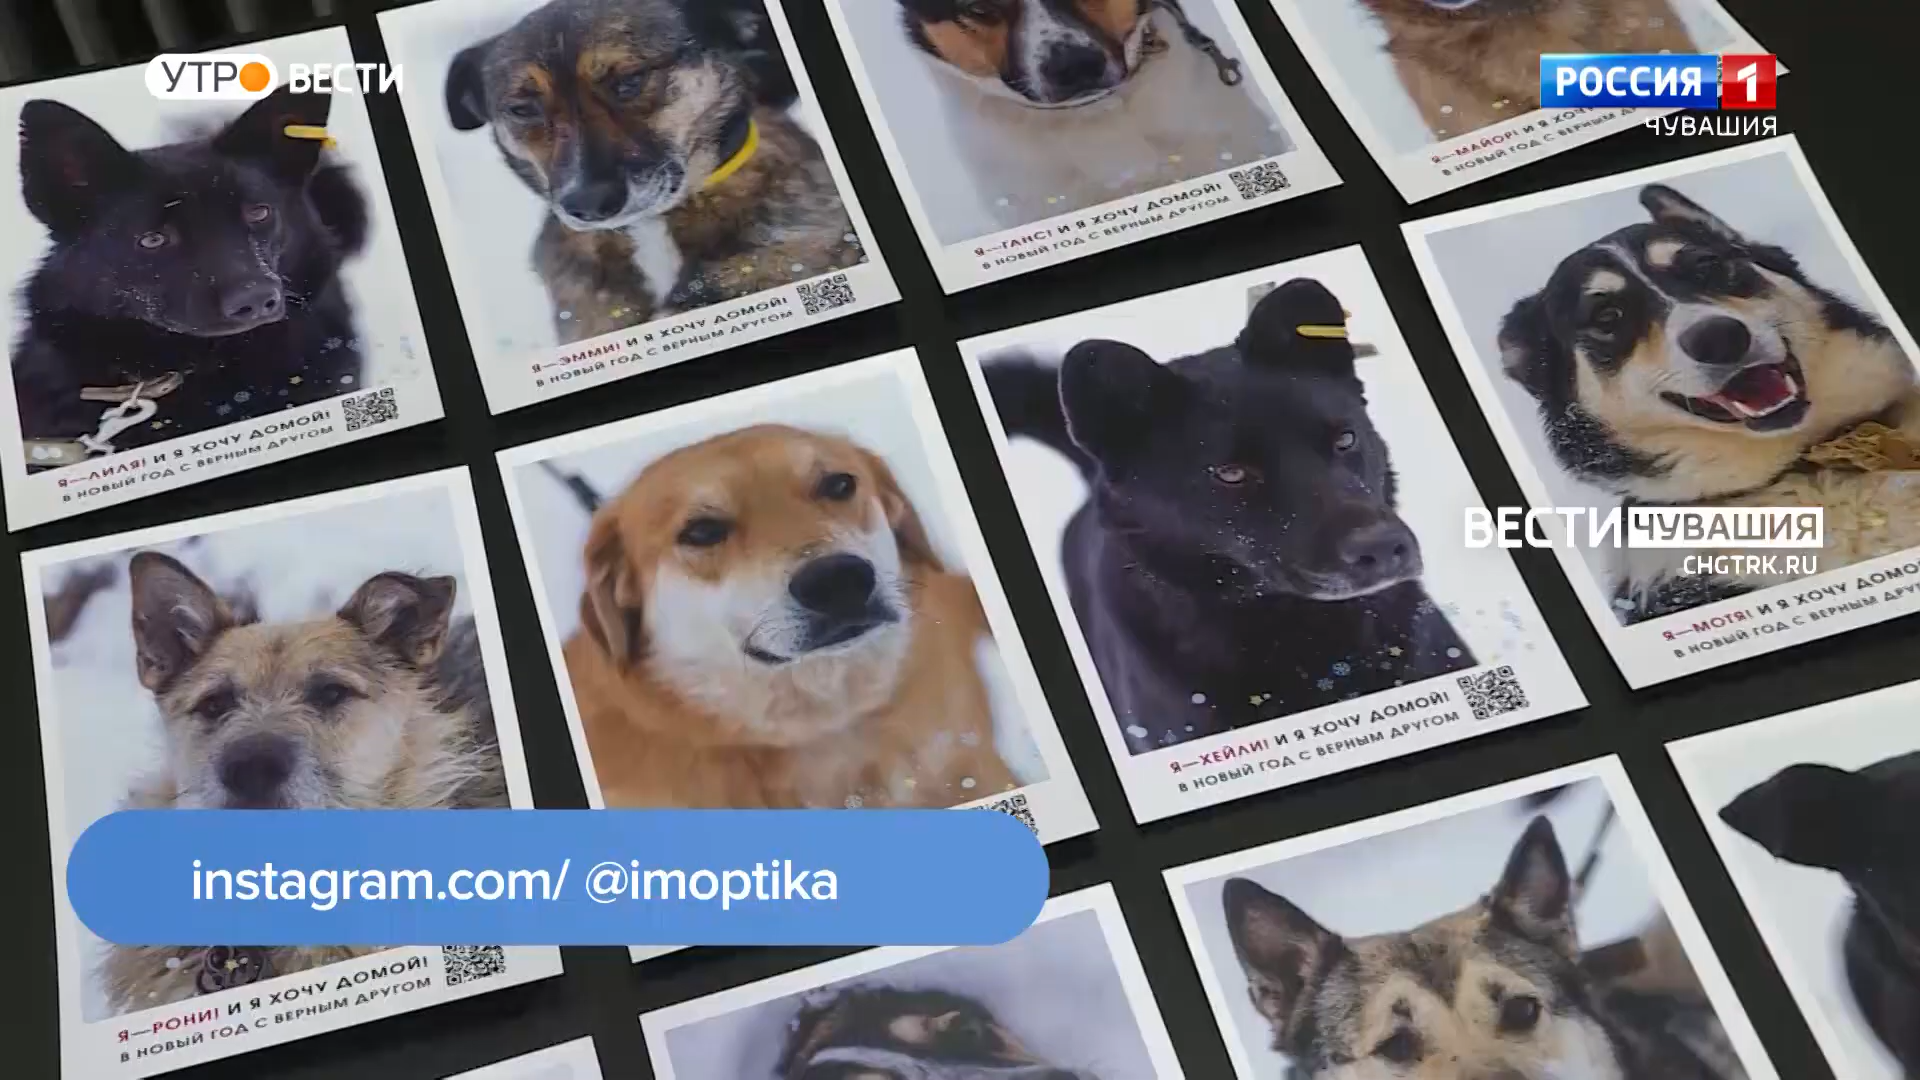 УТРО ВЕСТИ
РОССИЯ 1
ЧУВАШИЯ
Я—ЛИЛЯ! И Я ХОЧУ ДОМОЙ!
В НОВЫЙ ГОД С ВЕРНЫМ ДРУГОМ
Я—ЭММИ! И Я ХОЧУ ДОМОЙ!
В НОВЫЙ ГОД С ВЕРНЫМ ДРУГОМ
Я—ГАНС! И Я ХОЧУ ДОМОЙ!
В НОВЫЙ ГОД С ВЕРНЫМ ДРУГОМ
Я—МАЙОР! И Я ХОЧУ
В НОВЫЙ ГОД С ВЕРНЫМ
Я—ХЕЙЛИ! И Я ХОЧУ ДОМОЙ!
В НОВЫЙ ГОД С ВЕРНЫМ ДРУГОМ
ВЕСТИ ЧУВАШИЯ
CHGTRK.RU
Я—МОТЯ! И Я ХОЧУ ДОМО
В НОВЫЙ ГОД С ВЕРНЫМ
instagram.com/ @imoptika
Я—РОНИ! И Я ХОЧУ ДОМОЙ!
В НОВЫЙ ГОД С ВЕРНЫМ ДРУГОМ